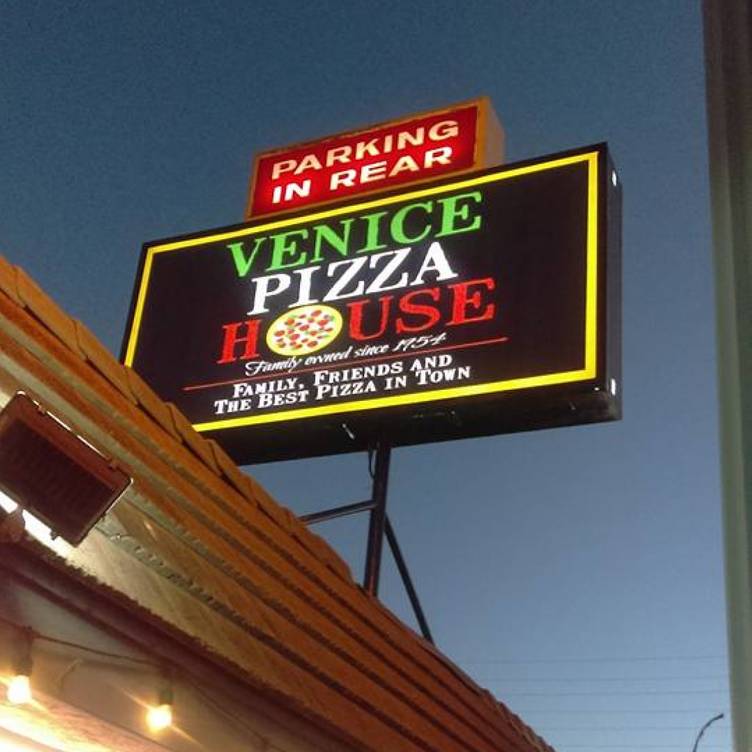 PARKING
IN REAR
VENICE
PIZZA
HOUSE
Family owned since 1954
FAMILY, FRIENDS AND
THE BEST PIZZA IN TOWN